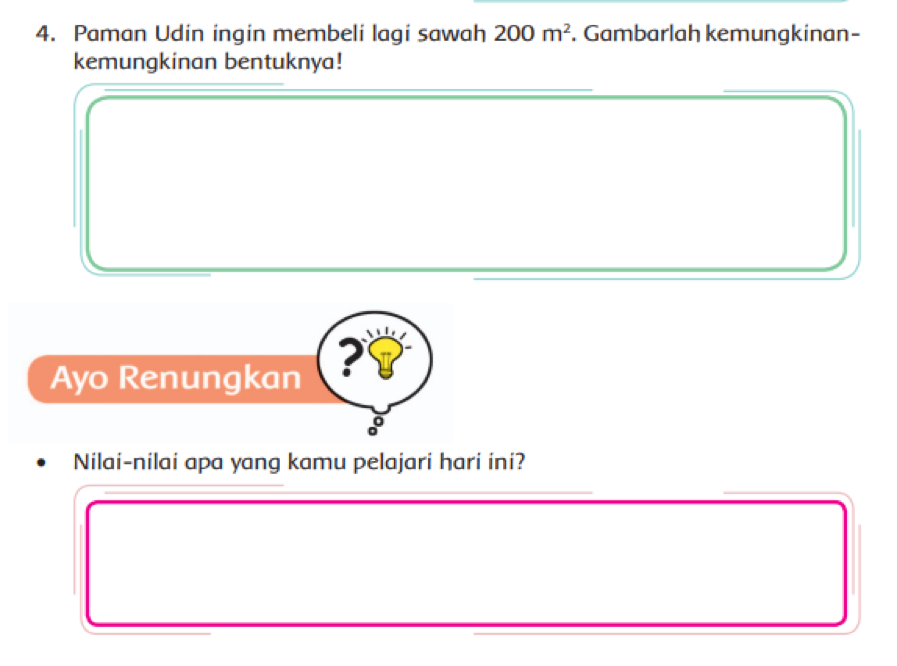 4. Paman Udin ingin membeli lagi sawah 200 m². Gambarlah kemungkinan-
kemungkinan bentuknya!
?
Ayo Renungkan
• Nilai-nilai apa yang kamu pelajari hari ini?